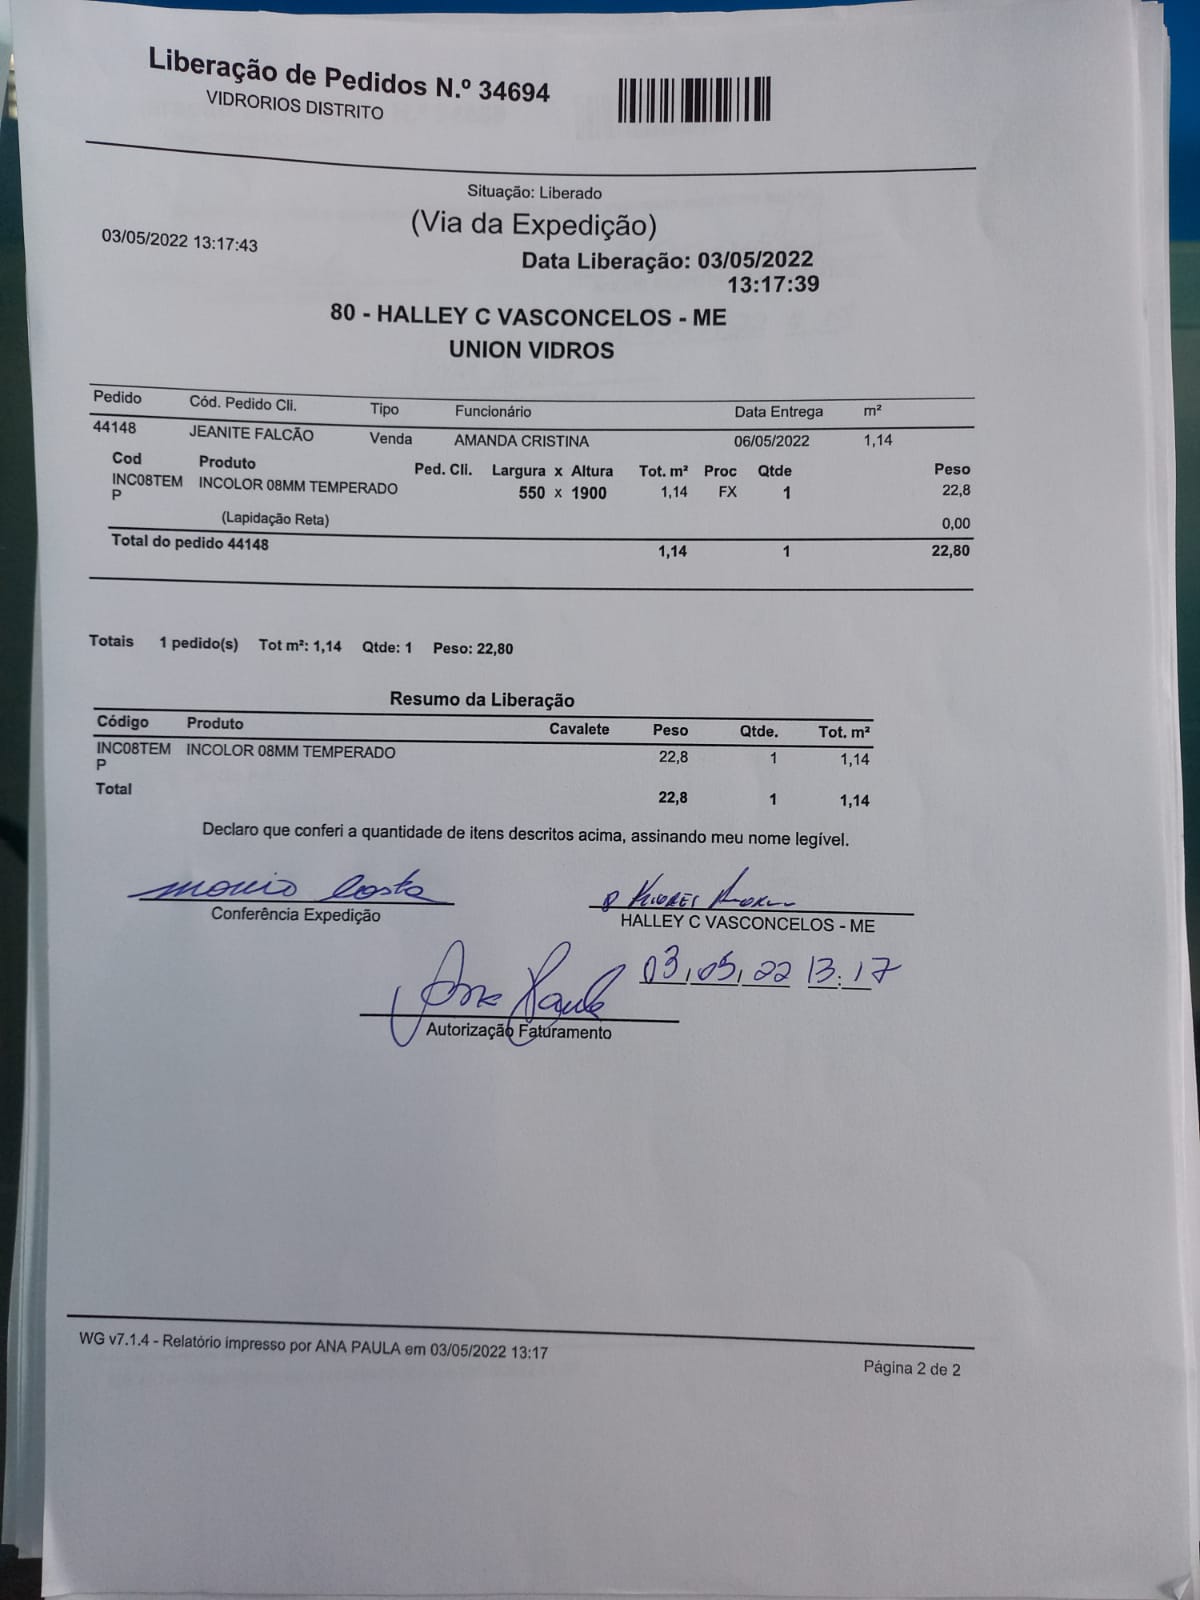 Liberação de Pedidos N.º 34694
VIDRORIOS DISTRITO
Situação: Liberado
(Via da Expedição)
03/05/2022 13:17:43
Data Liberação: 03/05/2022
13:17:39
80 - HALLEY C VASCONCELOS - ME
UNION VIDROS
Pedido Cód. Pedido Cli. Tipo Funcionário Data Entrega m²
44148 JEANITE FALCÃO Venda AMANDA CRISTINA 06/05/2022 1,14
Cod Produto Ped. Cli. Largura x Altura Tot. m² Proc Qtde Peso
INC08TEM INCOLOR 08MM TEMPERADO 550 x 1900 1,14 FX 1 22,8
P
(Lapidação Reta) 0,00
Total do pedido 44148 1,14 1 22,80
Totais 1 pedido(s) Tot m²: 1,14 Qtde: 1 Peso: 22,80
Resumo da Liberação
Código Produto Cavalete Peso Qtde. Tot. m²
INC08TEM INCOLOR 08MM TEMPERADO 22,8 1 1,14
P
Total 22,8 1 1,14
Declaro que conferi a quantidade de itens descritos acima, assinando meu nome legível.
Costa
Conferência Expedição
HALLEY C VASCONCELOS - ME
03,05,22 13:17
Ana Paula
Autorização Faturamento
WG v7.1.4 - Relatório impresso por ANA PAULA em 03/05/2022 13:17
Página 2 de 2